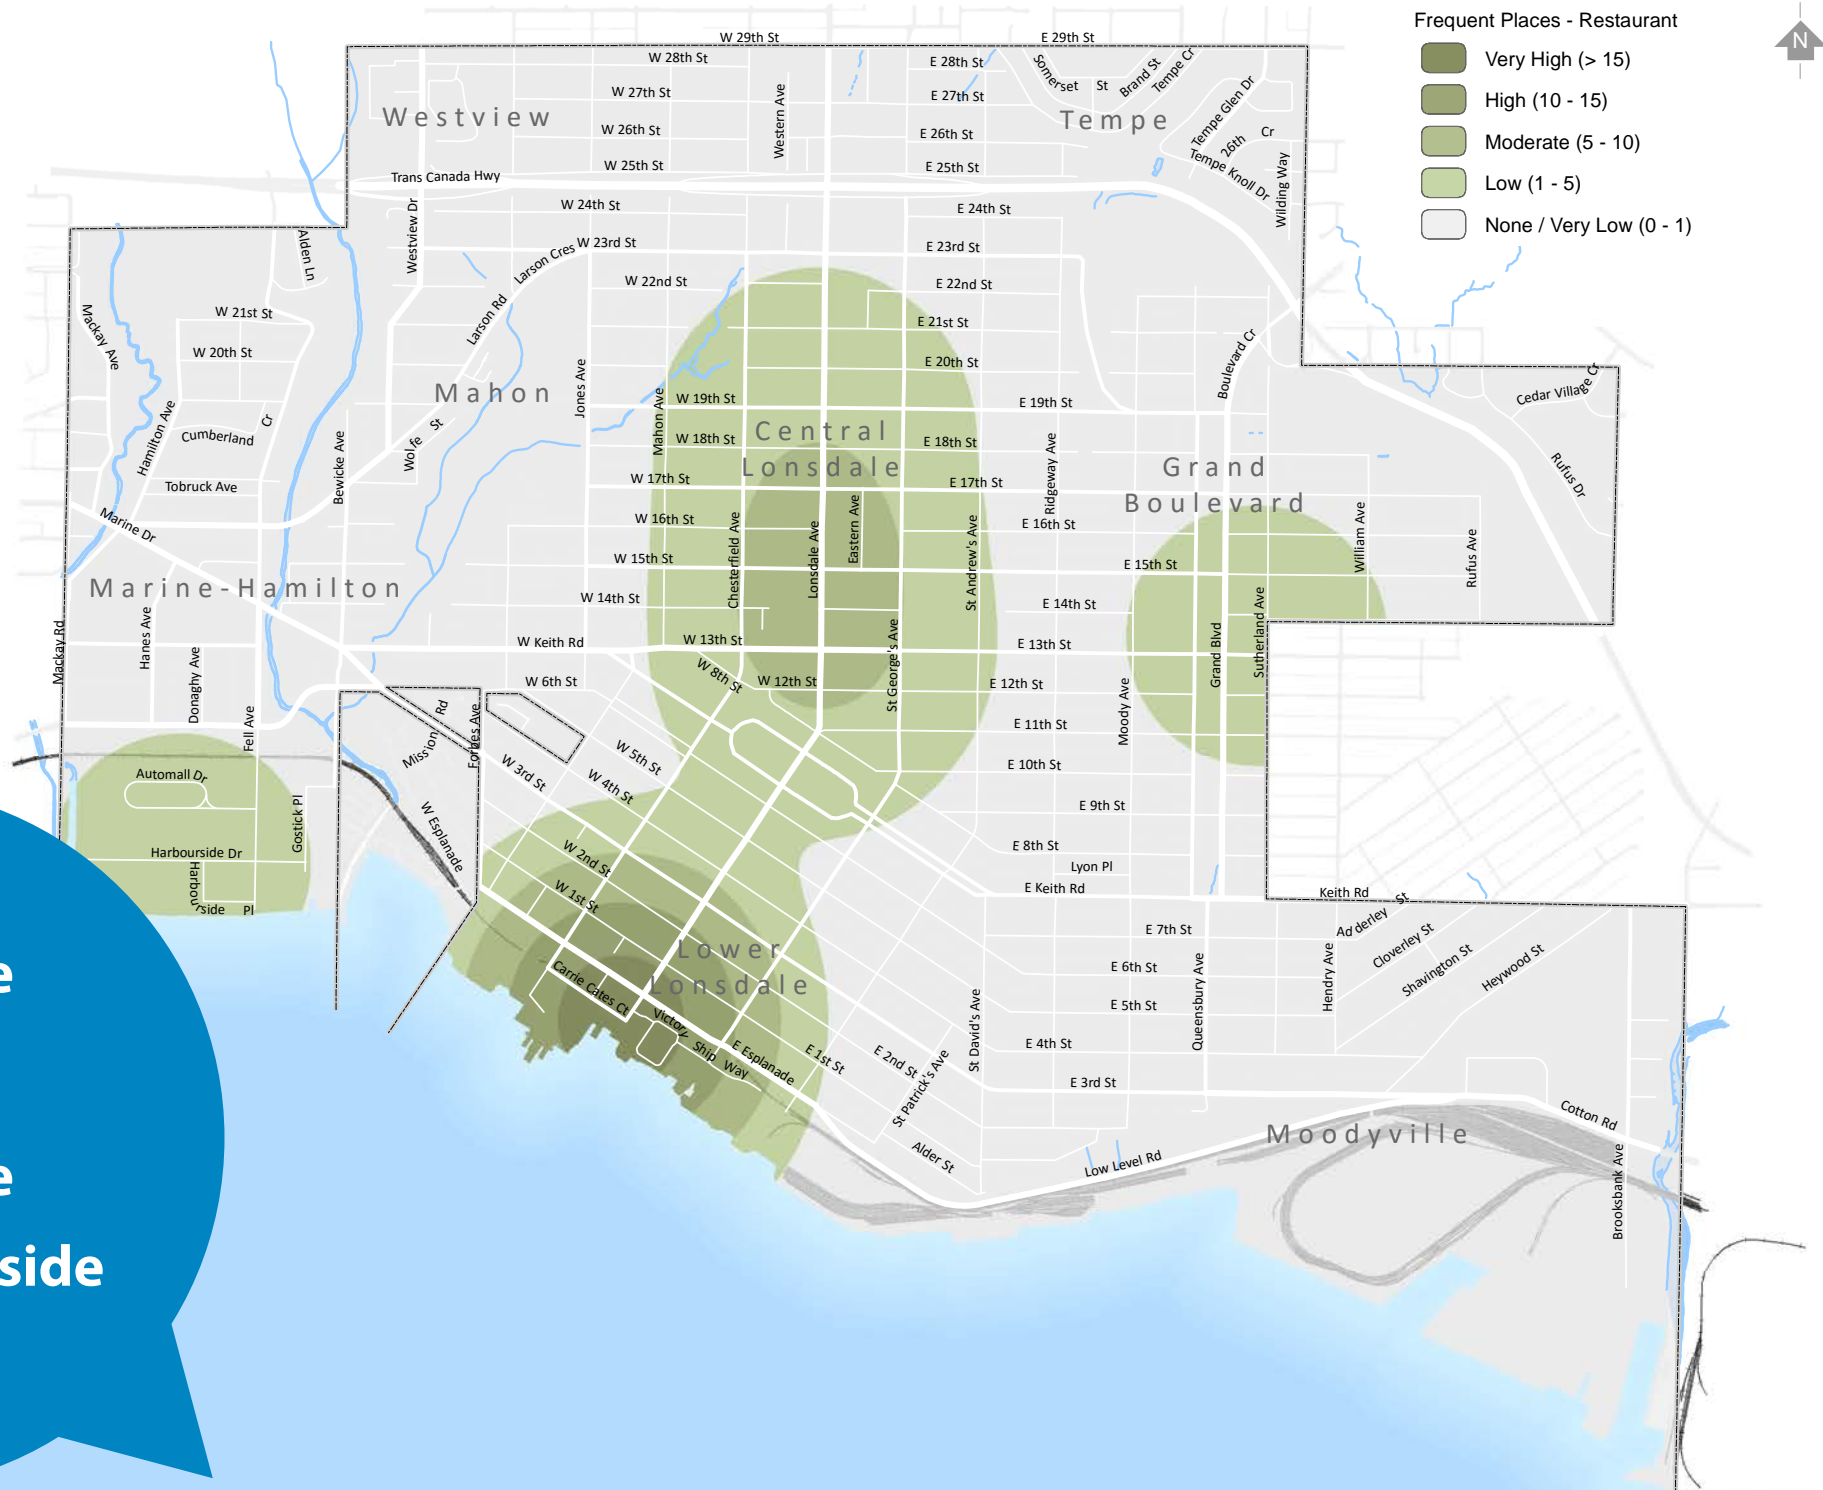 Frequent Places - Restaurant
Very High (> 15)
High (10 - 15)
Moderate (5 - 10)
Low (1 - 5)
None / Very Low (0 - 1)
N
W 29th St
E 29th St
W 28th St
E 28th St
Somerset St
Brand St
Tempe Cr
W 27th St
E 27th St
Western Ave
Tempe Glen Dr
Westview
Tempe
W 26th St
E 26th St
26th Cr
W 25th St
E 25th St
Tempe Knoll Dr
Wilding Way
Trans Canada Hwy
W 24th St
E 24th St
Westview Dr
Alden Ln
Larson Cres
W 23rd St
E 23rd St
W 22nd St
E 22nd St
Mackay Ave
W 21st St
Larson Rd
E 21st St
W 20th St
E 20th St
Boulevard Cr
Cedar Village Cr
Mahon
Jones Ave
Mahon Ave
W 19th St
E 19th St
Hamilton Ave
Cumberland Cr
Bewicke Ave
Wolfe St
W 18th St
Central
Lonsdale
E 18th St
Ridgeway Ave
Grand
Boulevard
Rufus Dr
Tobruck Ave
W 17th St
E 17th St
Marine Dr
W 16th St
Chesterfield Ave
Lonsdale Ave
Eastern Ave
St Andrew's Ave
E 16th St
William Ave
Rufus Ave
W 15th St
E 15th St
Marine-Hamilton
W 14th St
E 14th St
Sutherland Ave
Mackay Rd
Hanes Ave
Donaghy Ave
W Keith Rd
W 13th St
St George's Ave
E 13th St
Grand Blvd
W 8th St
W 6th St
W 12th St
E 12th St
Moody Ave
Fell Ave
Mission Rd
Forbes Ave
E 11th St
W 5th St
W 3rd St
W 4th St
E 10th St
Automall Dr
Gostick Pl
W Esplanade
E 9th St
Harbourside Dr
W 2nd St
E 8th St
Lyon Pl
Harbourside Pl
W 1st St
E Keith Rd
Keith Rd
Adderley St
Lower
Lonsdale
E 7th St
Cloverley St
Shavington St
Heywood St
Carrie Cates Ct
E 6th St
Queensbury Ave
Hendry Ave
E 5th St
Victory Ship Way
E Esplanade
E 1st St
E 2nd St
St Patrick's Ave
St David's Ave
E 4th St
E 3rd St
Cotton Rd
Moodyville
Alder St
Low Level Rd
Brooksbank Ave
e
e
side